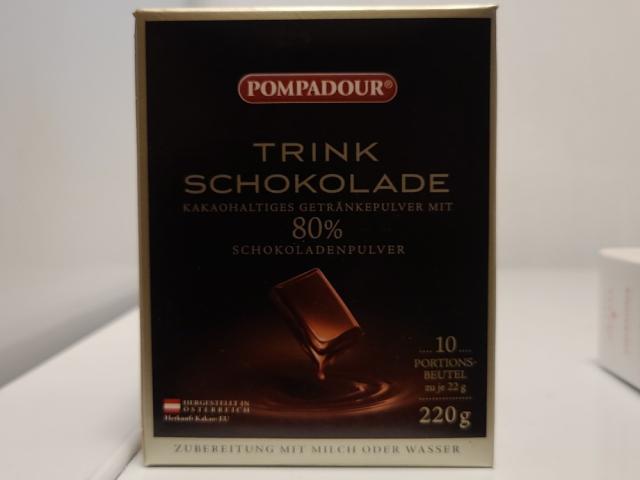 POMPADOUR®
TRINK
SCHOKOLADE
KAKAOHALTIGES GETRÄNKEPULVER MIT
80%
SCHOKOLADENPULVER
10
PORTIONS-
BEUTEL
zu je 22 g
220 g
HERGESTELLT IN
ÖSTERREICH
Herkunft Kakao: EU
ZUBEREITUNG MIT MILCH ODER WASSER